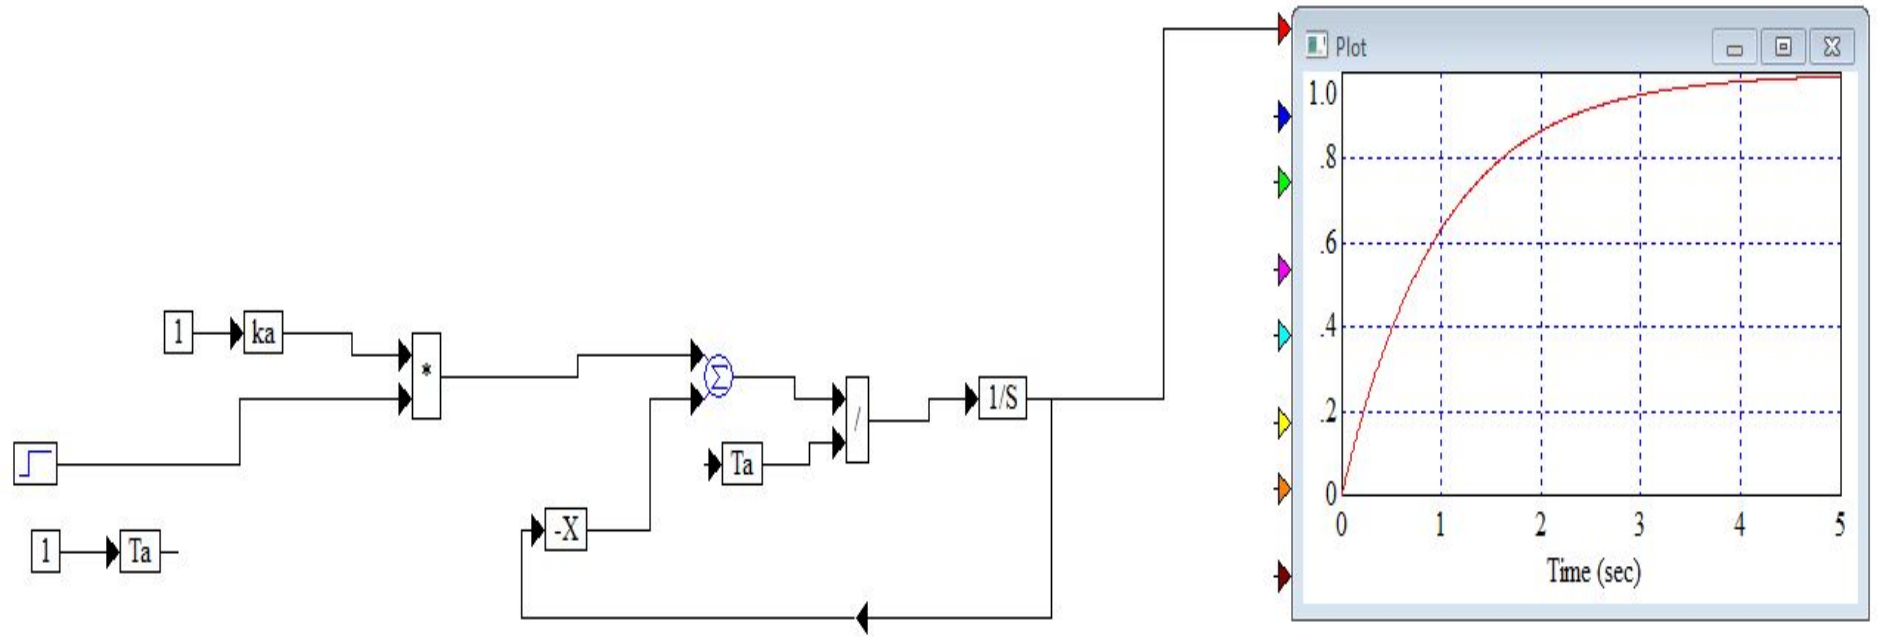 Plot
1.0
.8
.6
.4
.2
0
0 1 2 3 4 5
Time (sec)
1 ka
*
Σ
/
1/S
Ta
-X
1 Ta